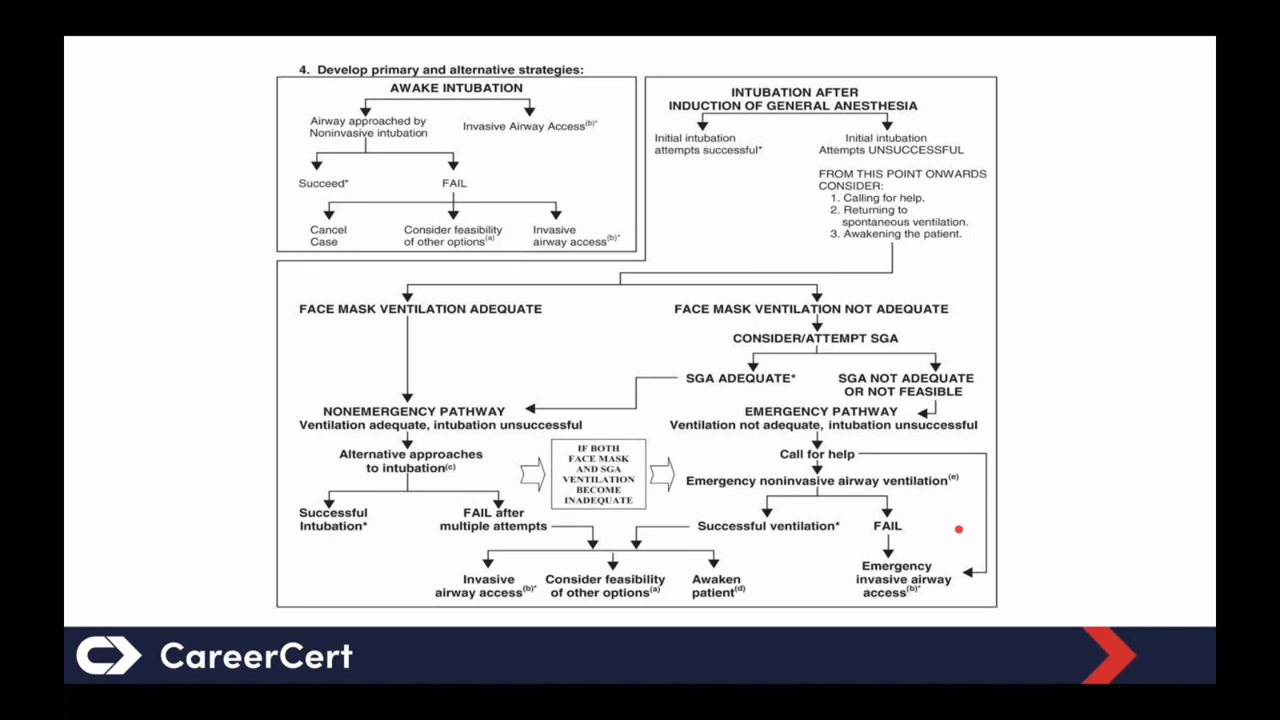 4. Develop primary and alternative strategies:
AWAKE INTUBATION
Airway approached by
Noninvasive intubation
Invasive Airway Access(b)*
Succeed*
FAIL
Cancel
Case
Consider feasibility
of other options(a)
Invasive
airway access(b)*
INTUBATION AFTER
INDUCTION OF GENERAL ANESTHESIA
Initial intubation
attempts successful*
Initial intubation
Attempts UNSUCCESSFUL
FROM THIS POINT ONWARDS
CONSIDER:
1. Calling for help.
2. Returning to
spontaneous ventilation.
3. Awakening the patient.
FACE MASK VENTILATION ADEQUATE
FACE MASK VENTILATION NOT ADEQUATE
CONSIDER/ATTEMPT SGA
SGA ADEQUATE*
SGA NOT ADEQUATE
OR NOT FEASIBLE
NONEMERGENCY PATHWAY
Ventilation adequate, intubation unsuccessful
EMERGENCY PATHWAY
Ventilation not adequate, intubation unsuccessful
Alternative approaches
to intubation(c)
IF BOTH
FACE MASK
AND SGA
VENTILATION
BECOME
INADEQUATE
Call for help
Emergency noninvasive airway ventilation(e)
Successful
Intubation*
FAIL after
multiple attempts
Successful ventilation*
FAIL
Invasive
airway access(b)*
Consider feasibility
of other options(a)
Awaken
patient(d)
Emergency
invasive airway
access(b)*
CareerCert